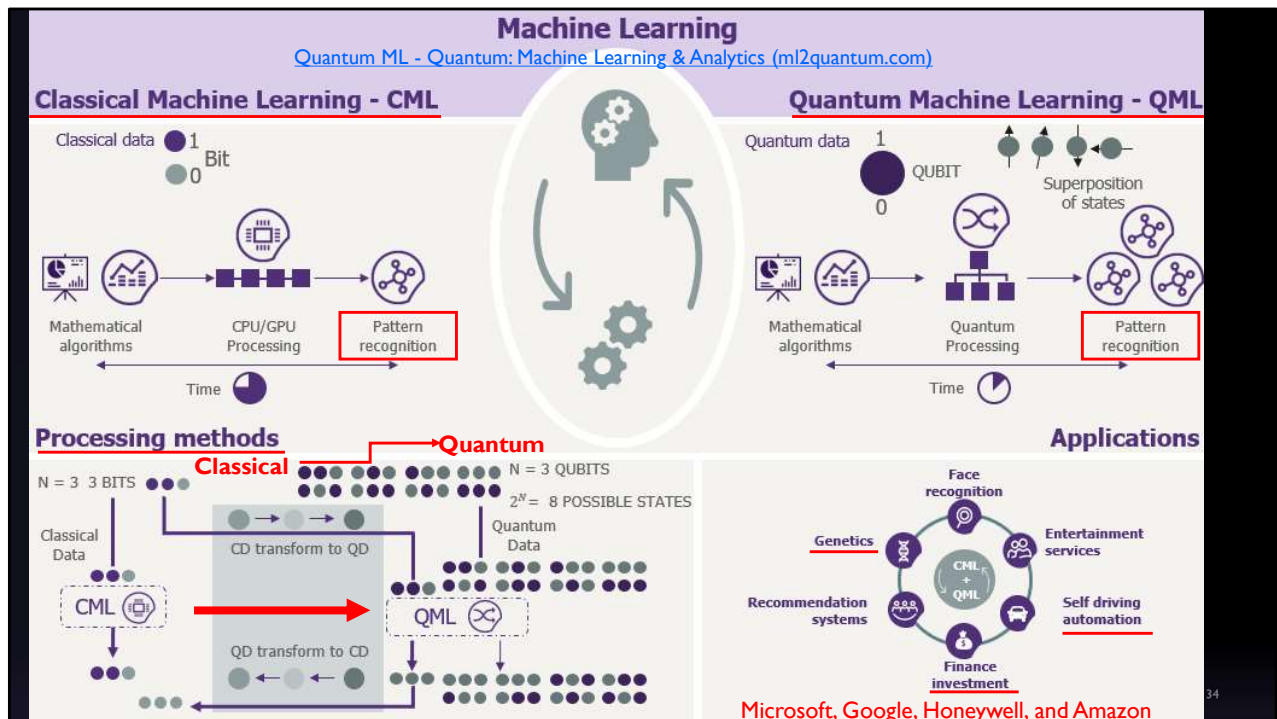 Machine Learning
Quantum ML - Quantum: Machine Learning & Analytics (ml2quantum.com)
Classical Machine Learning - CML
Quantum Machine Learning - QML
Classical data
1
Bit
0
Mathematical
algorithms
CPU/GPU
Processing
Pattern
recognition
Time
Quantum data
1
QUBIT
0
Superposition
of states
Mathematical
algorithms
Quantum
Processing
Pattern
recognition
Time
Processing methods
Classical
Quantum
N = 3 3 BITS
N = 3 QUBITS
2^N = 8 POSSIBLE STATES
Classical
Data
CD transform to QD
Quantum
Data
CML
QML
QD transform to CD
Applications
Face
recognition
Genetics
Entertainment
services
CML
+
QML
Recommendation
systems
Self driving
automation
Finance
investment
Microsoft, Google, Honeywell, and Amazon
34